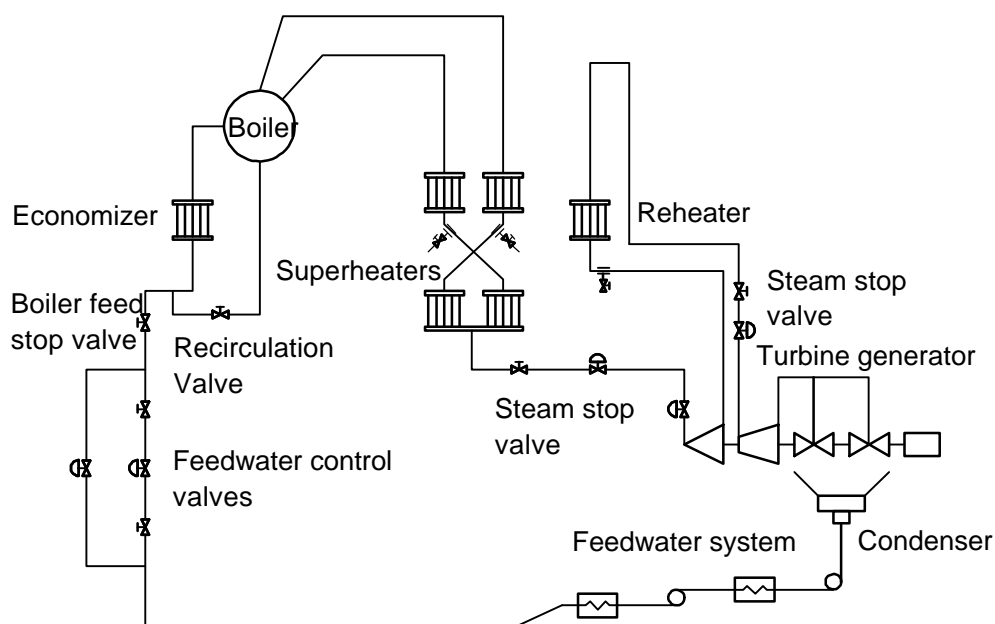 Boiler
Economizer
Reheater
Superheaters
Steam stop
valve
Boiler feed
stop valve
Recirculation
Valve
Turbine generator
Steam stop
valve
Feedwater control
valves
Feedwater system
Condenser